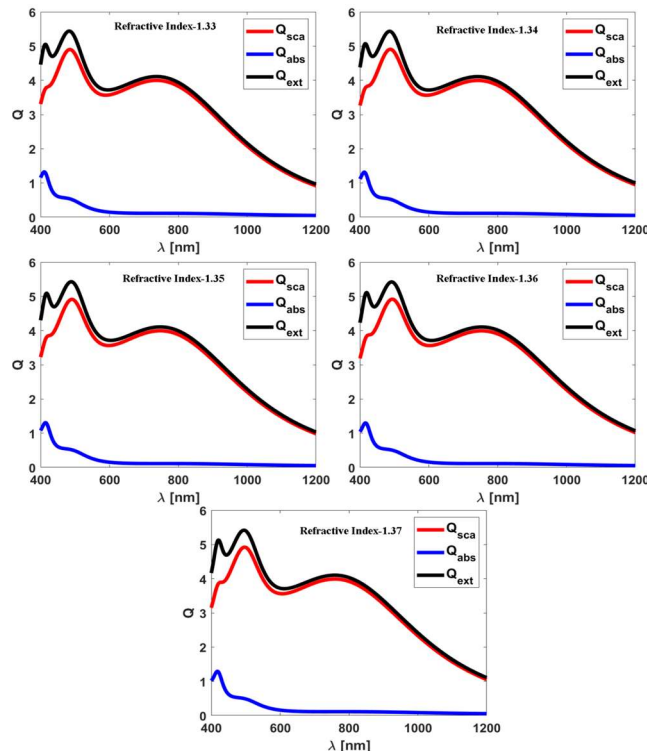 6
Refractive Index-1.33
Qsca
5
Qabs
4
Qext
Q
3
2
1
0
400 600 800 1000 1200
λ [nm]
6
Refractive Index-1.34
Qsca
5
Qabs
4
Qext
Q
3
2
1
0
400 600 800 1000 1200
λ [nm]
6
Refractive Index-1.35
Qsca
5
Qabs
4
Qext
Q
3
2
1
0
400 600 800 1000 1200
λ [nm]
6
Refractive Index-1.36
Qsca
5
Qabs
4
Qext
Q
3
2
1
0
400 600 800 1000 1200
λ [nm]
6
Refractive Index-1.37
Qsca
5
Qabs
4
Qext
Q
3
2
1
0
400 600 800 1000 1200
λ [nm]